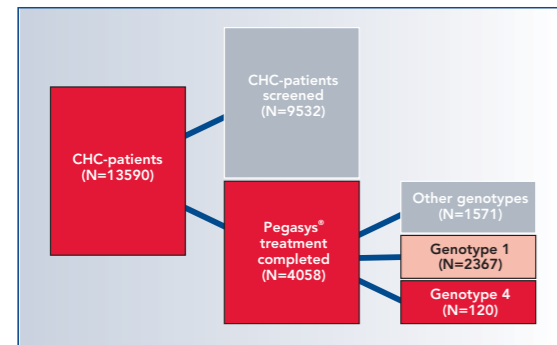 CHC-patients
(N=13590)
CHC-patients
screened
(N=9532)
Pegasys®
treatment
completed
(N=4058)
Other genotypes
(N=1571)
Genotype 1
(N=2367)
Genotype 4
(N=120)